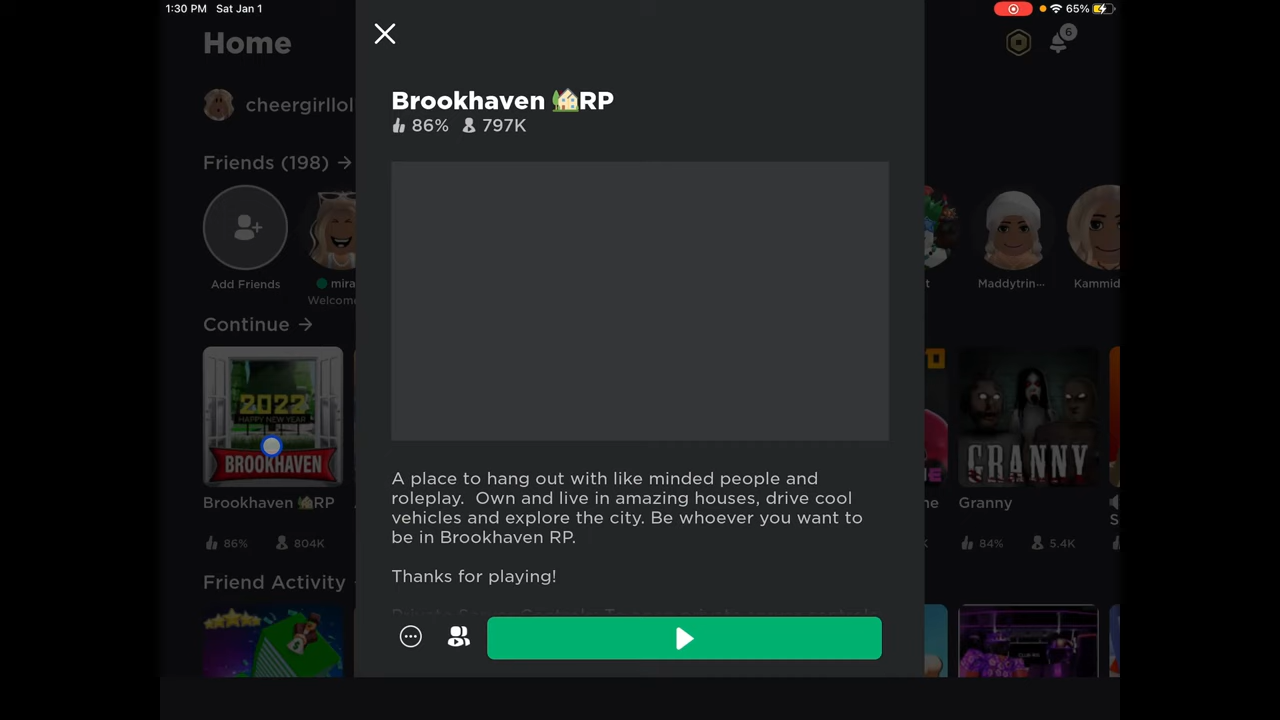 1:30 PM Sat Jan 1
65%
Home
6
cheergirllol
Friends (198)
Add Friends
mira
Welcome
Maddytrin...
Kammid
Continue
2022
HAPPY NEW YEAR
BROOKHAVEN
Brookhaven RP
86% 804K
GRANNY
Granny
84% 5.4K
Friend Activity
Brookhaven RP
86% 797K
A place to hang out with like minded people and
roleplay. Own and live in amazing houses, drive cool
vehicles and explore the city. Be whoever you want to
be in Brookhaven RP.
Thanks for playing!